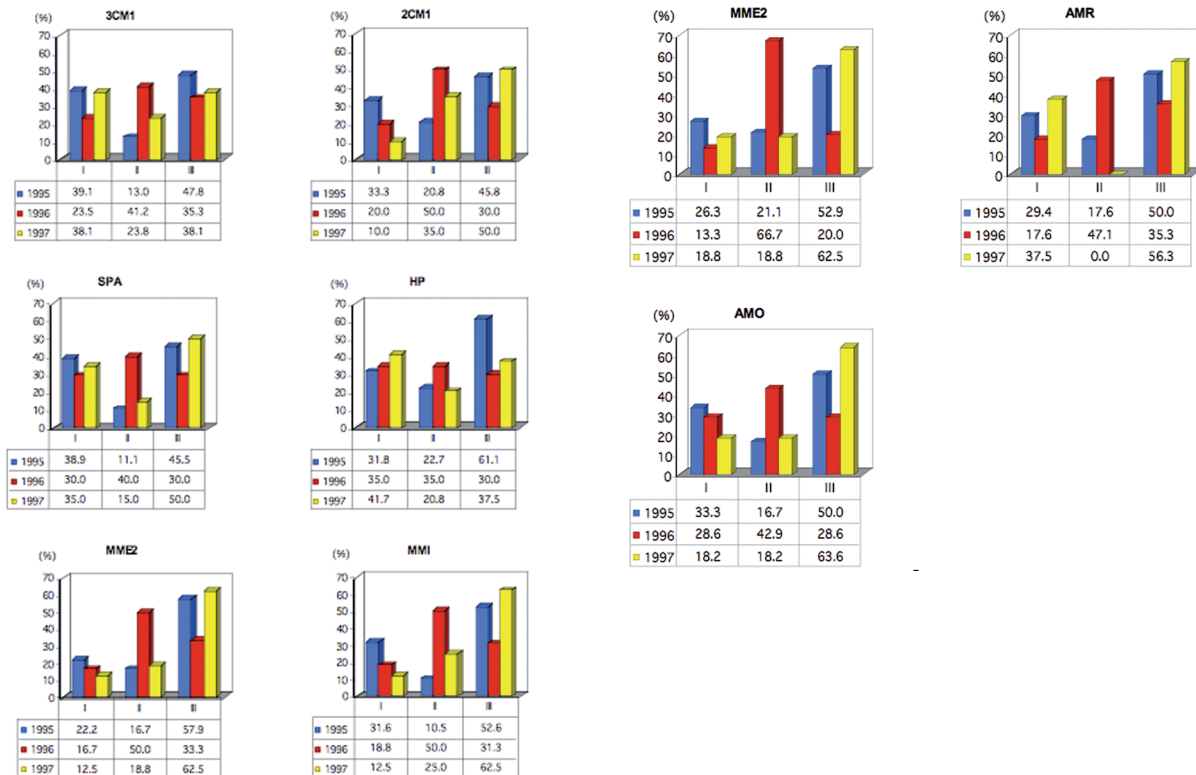 3CM1
(%)
70
60
50
40
30
20
10
0
I II III
1995 39.1 13.0 47.8
1996 23.5 41.2 35.3
1997 38.1 23.8 38.1
2CM1
(%)
70
60
50
40
30
20
10
0
I II III
1995 33.3 20.8 45.8
1996 20.0 50.0 30.0
1997 10.0 35.0 50.0
MME2
(%)
70
60
50
40
30
20
10
0
I II III
1995 26.3 21.1 52.9
1996 13.3 66.7 20.0
1997 18.8 18.8 62.5
AMR
(%)
70
60
50
40
30
20
10
0
I II III
1995 29.4 17.6 50.0
1996 17.6 47.1 35.3
1997 37.5 0.0 56.3
SPA
(%)
70
60
50
40
30
20
10
0
I II III
1995 38.9 11.1 45.5
1996 30.0 40.0 30.0
1997 35.0 15.0 50.0
HP
(%)
70
60
50
40
30
20
10
0
I II III
1995 31.8 22.7 61.1
1996 35.0 35.0 30.0
1997 41.7 20.8 37.5
AMO
(%)
70
60
50
40
30
20
10
0
I II III
1995 33.3 16.7 50.0
1996 28.6 42.9 28.6
1997 18.2 18.2 63.6
MME2
(%)
70
60
50
40
30
20
10
0
I II III
1995 22.2 16.7 57.9
1996 16.7 50.0 33.3
1997 12.5 18.8 62.5
MMI
(%)
70
60
50
40
30
20
10
0
I II III
1995 31.6 10.5 52.6
1996 18.8 50.0 31.3
1997 12.5 25.0 62.5